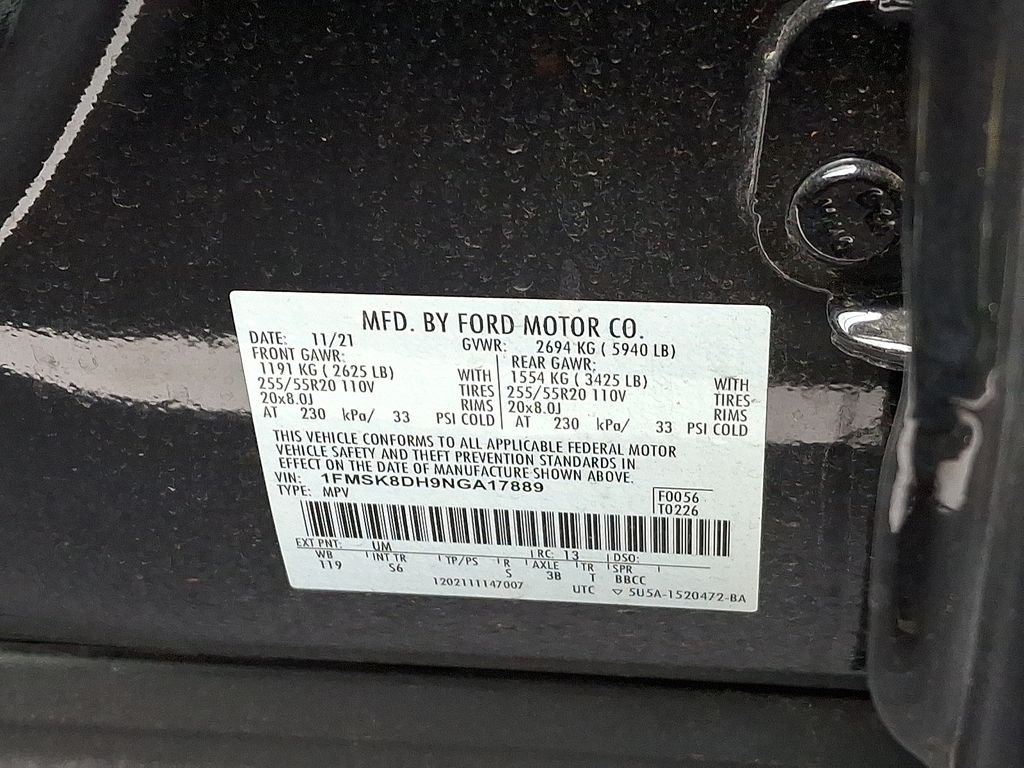 MFD. BY FORD MOTOR CO.
DATE: 11/21 GVWR: 2694 KG ( 5940 LB)
FRONT GAWR: REAR GAWR:
1191 KG ( 2625 LB) WITH 1554 KG ( 3425 LB) WITH
255/55R20 110V TIRES 255/55R20 110V TIRES
20x8.0J RIMS 20x8.0J RIMS
AT 230 kPa/ 33 PSI COLD AT 230 kPa/ 33 PSI COLD
THIS VEHICLE CONFORMS TO ALL APPLICABLE FEDERAL MOTOR
VEHICLE SAFETY AND THEFT PREVENTION STANDARDS IN
EFFECT ON THE DATE OF MANUFACTURE SHOWN ABOVE.
VIN: 1FMSK8DH9NGA17889
TYPE: MPV
F0056
T0226
EXT PNT: UM RC: 13 DSO:
WB INT TR TP/PS R AXLE TR SPR
119 S6 S 3B T BBCC
1202111147007 UTC ▽ 5U5A-1520472-BA